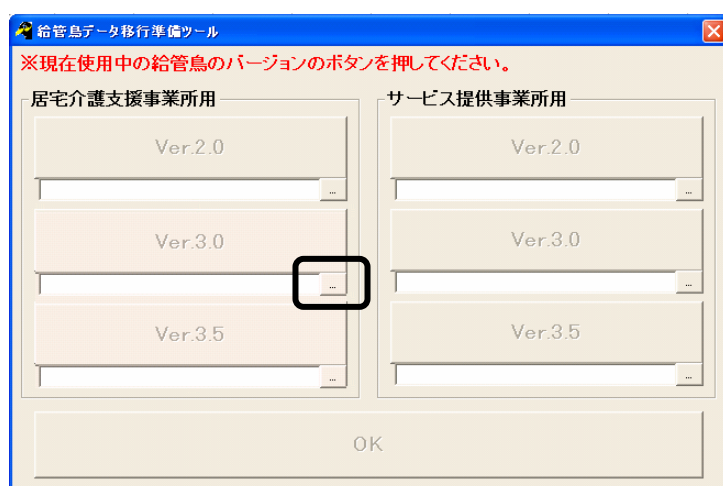 給管鳥データ移行準備ツール
※現在使用中の給管鳥のバージョンのボタンを押してください。
居宅介護支援事業所用
Ver.2.0
...
Ver.3.0
...
Ver.3.5
...
サービス提供事業所用
Ver.2.0
...
Ver.3.0
...
Ver.3.5
...
OK